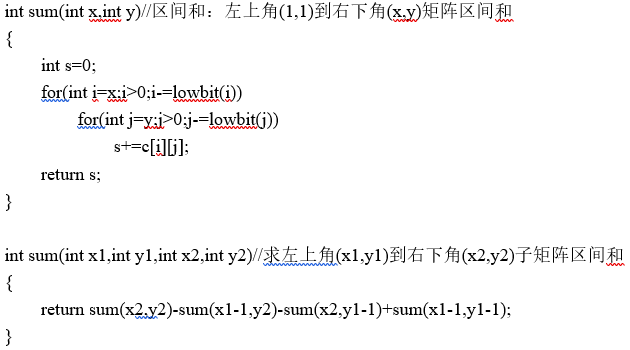 int sum(int x,int y)//区间和：左上角(1,1)到右下角(x,y)矩阵区间和
{
int s=0;
for(int i=x;i>0;i-=lowbit(i))
for(int j=y;j>0;j-=lowbit(j))
s+=c[i][j];
return s;
}
int sum(int x1,int y1,int x2,int y2)//求左上角(x1,y1)到右下角(x2,y2)子矩阵区间和
{
return sum(x2,y2)-sum(x1-1,y2)-sum(x2,y1-1)+sum(x1-1,y1-1);
}